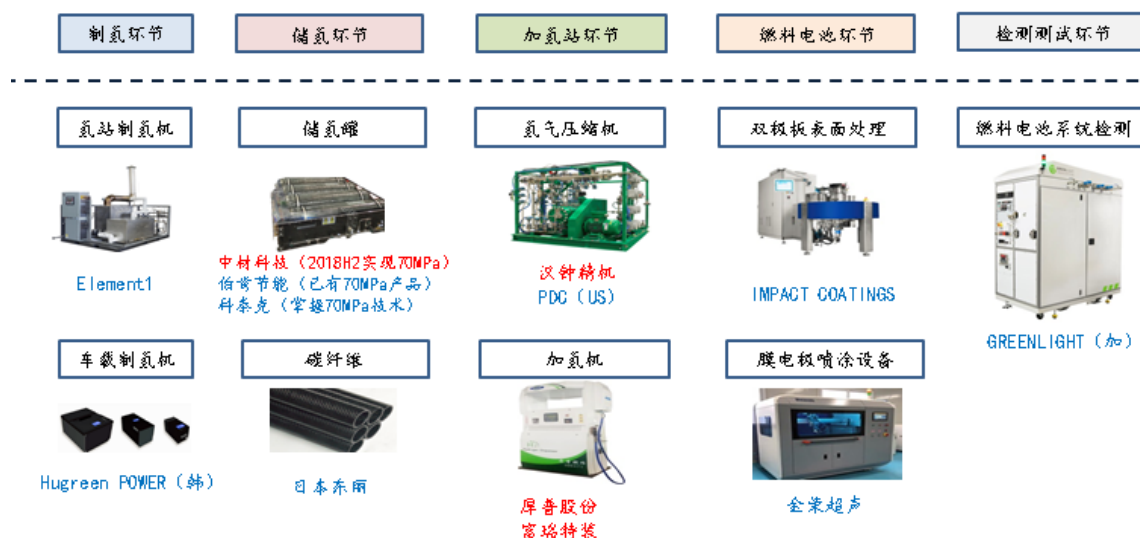 制氢环节
储氢环节
加氢站环节
燃料电池环节
检测测试环节
氢站制氢机
储氢罐
氢气压缩机
双极板表面处理
燃料电池系统检测
Element1
中材科技（2018H2实现70MPa）
伯肯节能（已有70MPa产品）
科泰克（掌握70MPa技术）
汉钟精机
PDC（US）
IMPACT COATINGS
GREENLIGHT（加）
车载制氢机
碳纤维
加氢机
膜电极喷涂设备
Hugreen POWER（韩）
日本东丽
厚普股份
富瑞特装
金荣超声